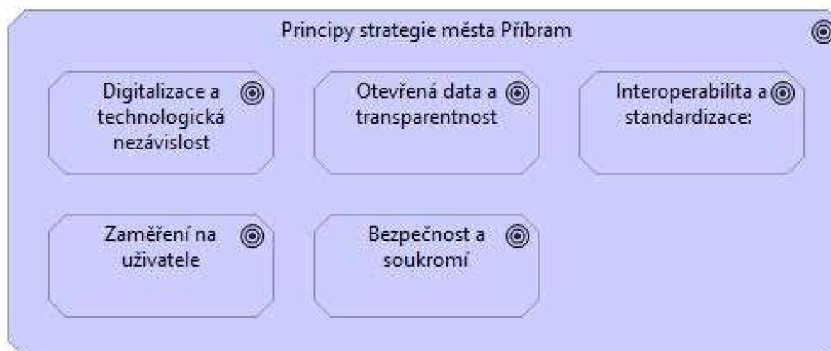 Principy strategie města Příbram
Digitalizace a
technologická
nezávislost
Otevřená data a
transparentnost
Interoperabilita a
standardizace:
Zaměření na
uživatele
Bezpečnost a
soukromí